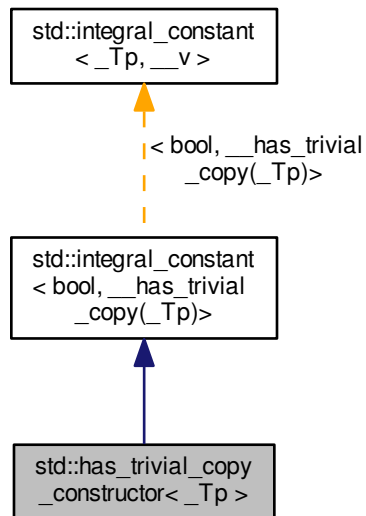 std::integral_constant
< _Tp, __v >
< bool, __has_trivial
_copy(_Tp)>
std::integral_constant
< bool, __has_trivial
_copy(_Tp)>
std::has_trivial_copy
_constructor< _Tp >